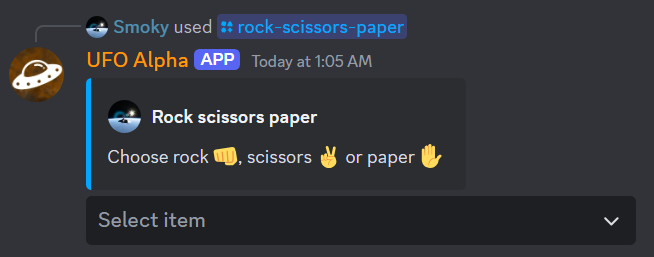 Smoky used rock-scissors-paper
UFO Alpha APP Today at 1:05 AM
Rock scissors paper
Choose rock 👊, scissors ✌ or paper ✋
Select item